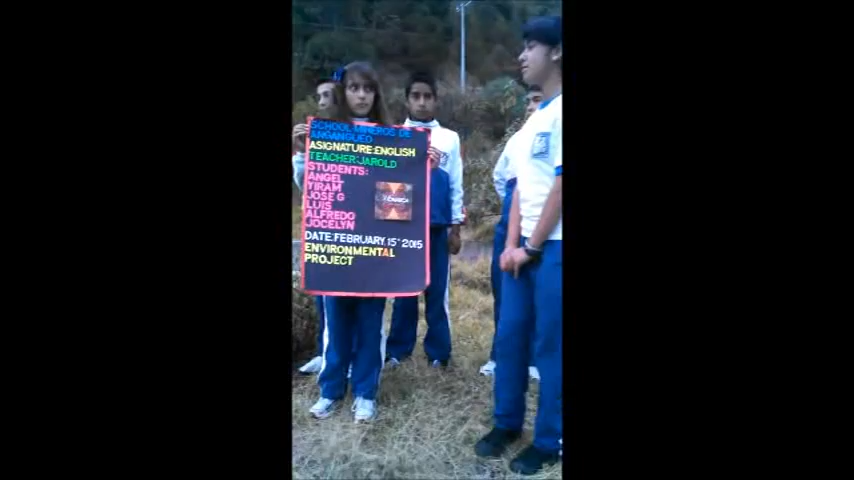 SCHOOL:MINEROS DE
ANGANGUEO
ASIGNATURE:ENGLISH
TEACHER:JAROLD
STUDENTS:
ANGEL
YIRAM
JOSE G
LUIS
ALFREDO
JOCELYN
DATE:FEBRUARY,15° 2015
ENVIRONMENTAL
PROJECT